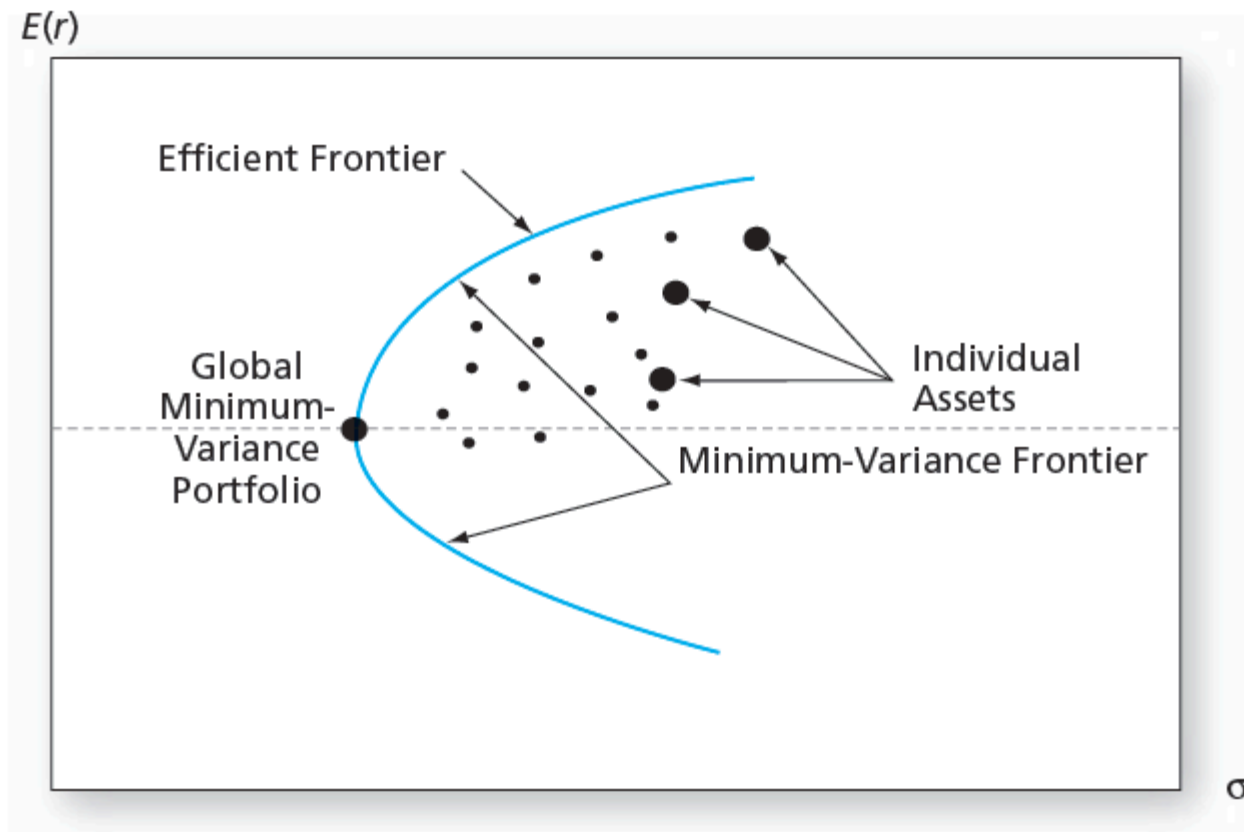 E(r)
Efficient Frontier
Global
Minimum-
Variance
Portfolio
Individual
Assets
Minimum-Variance Frontier
σ